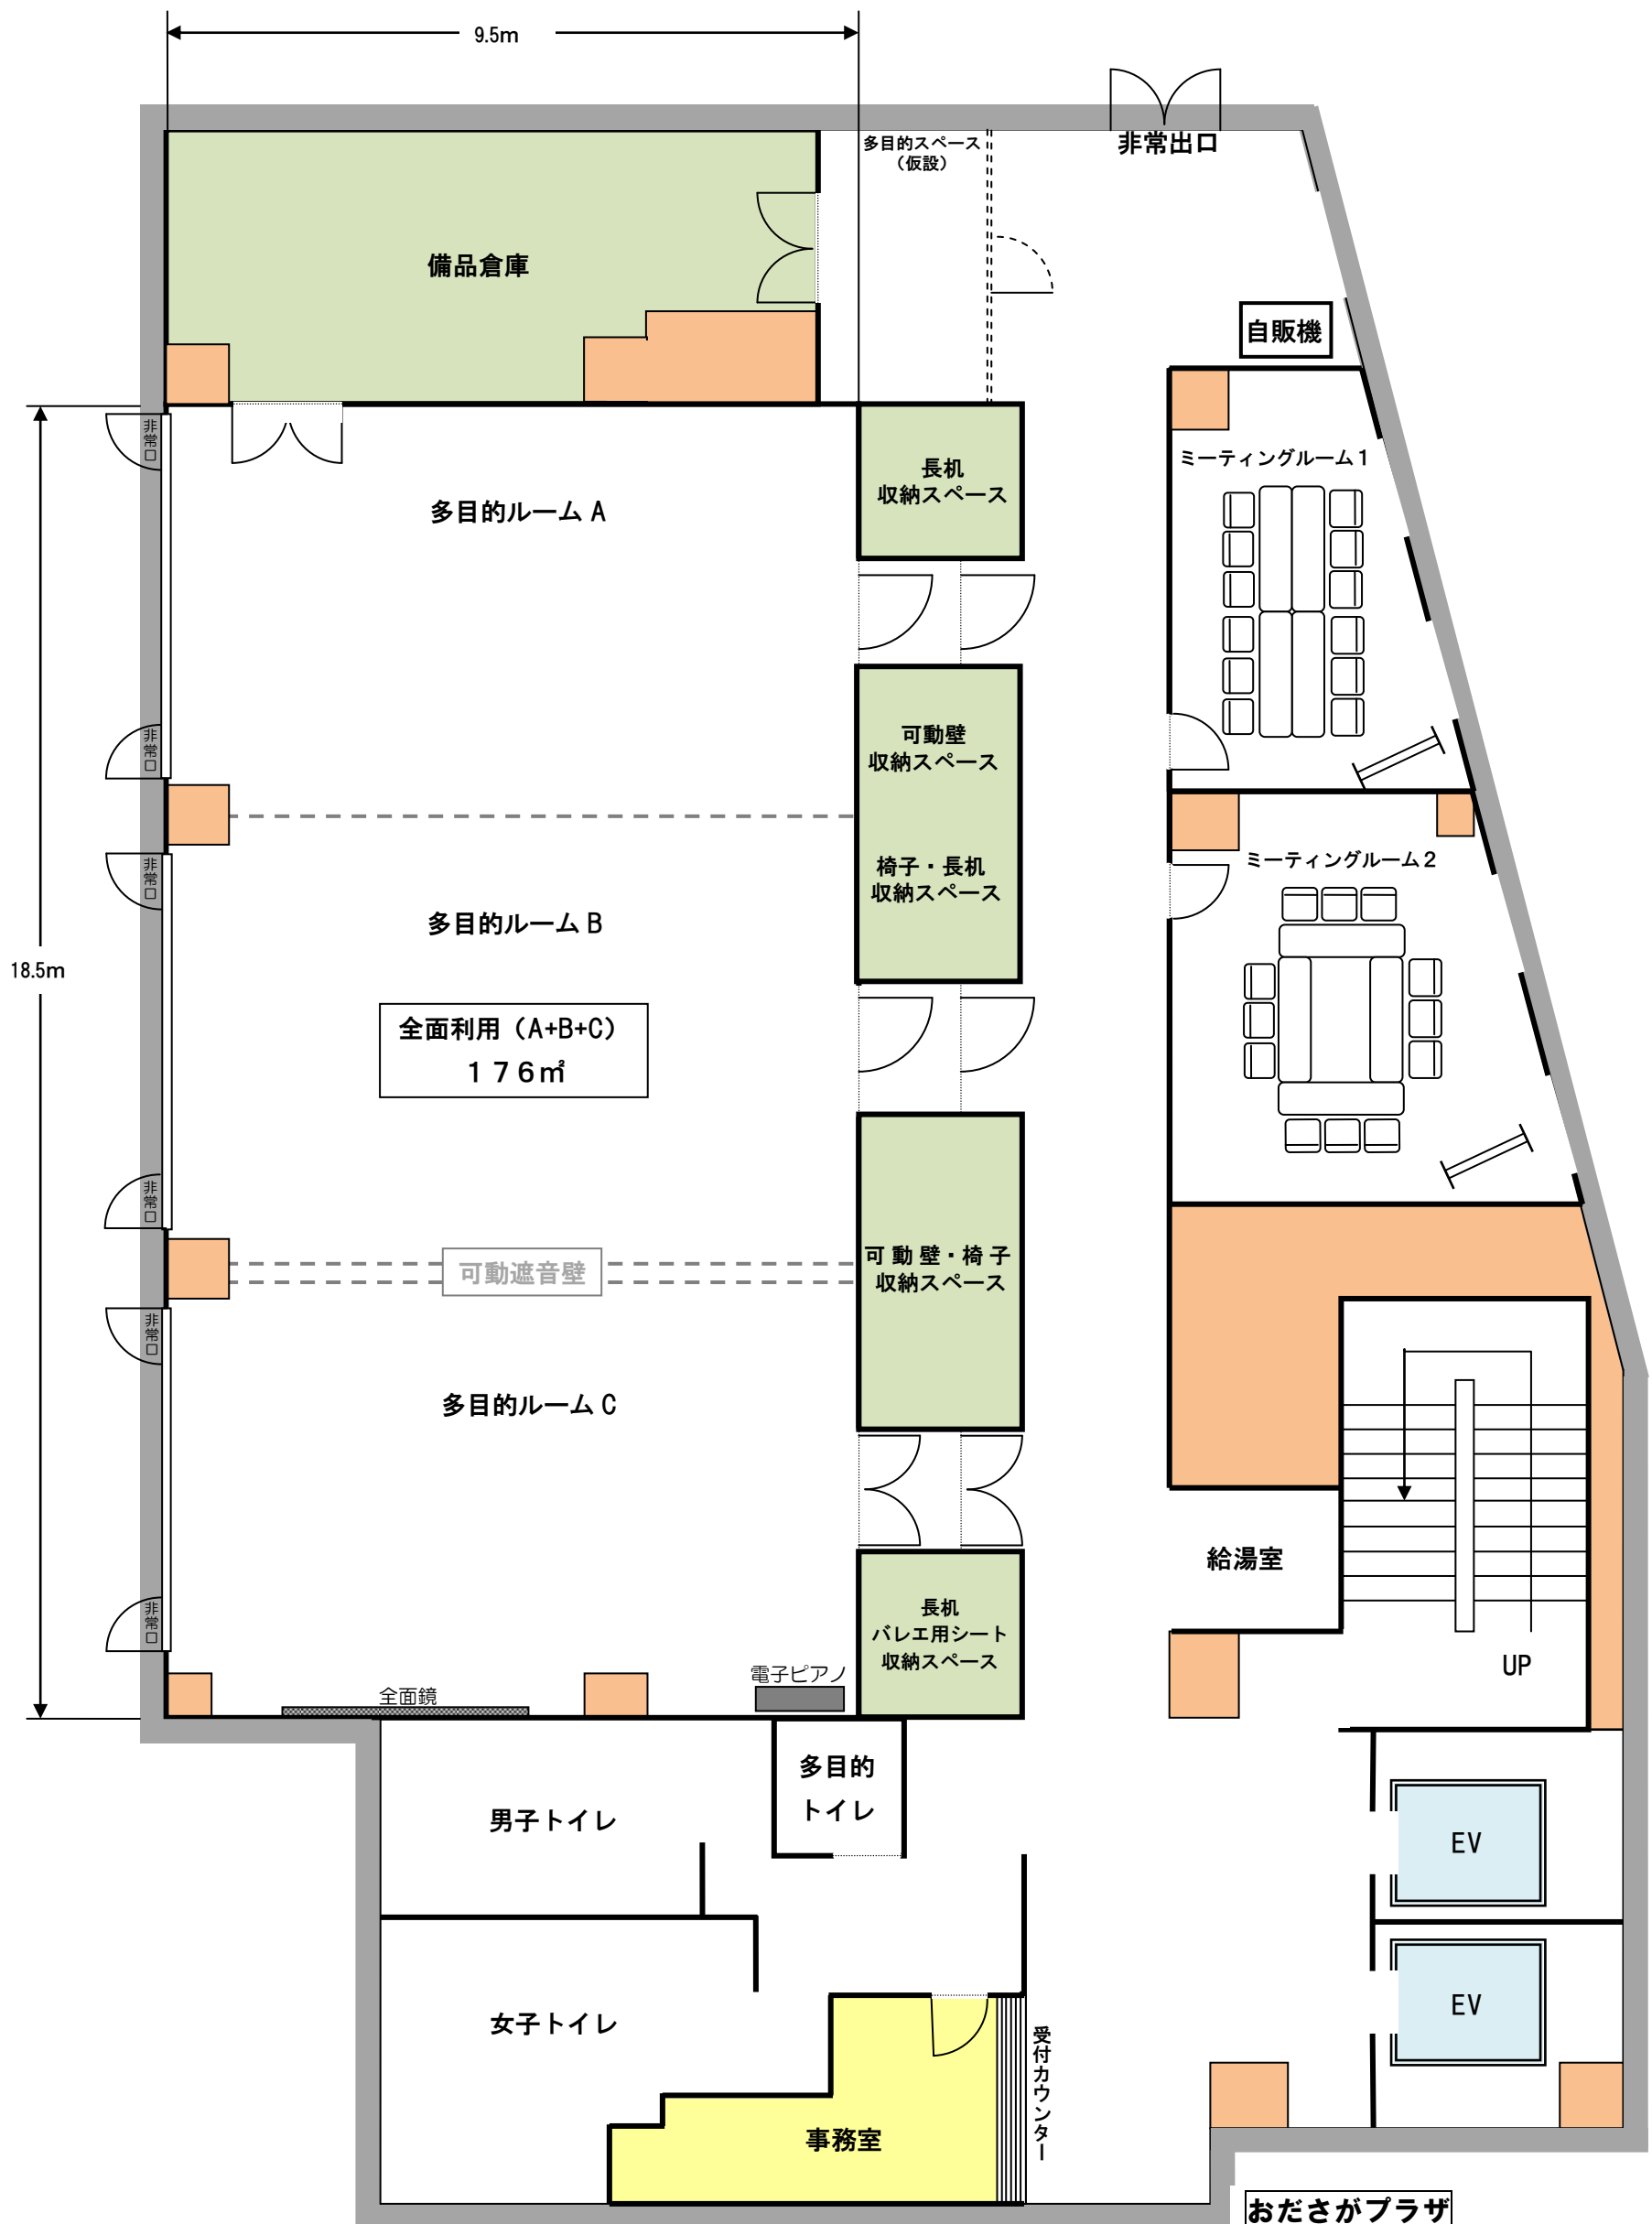 9.5m
多目的スペース
（仮設）
非常出口
備品倉庫
自販機
非常口
長机
収納スペース
ミーティングルーム１
多目的ルーム A
非常口
可動壁
収納スペース
椅子・長机
収納スペース
ミーティングルーム２
非常口
多目的ルーム B
18.5m
全面利用（A+B+C）
１７６㎡
非常口
可動遮音壁
可動壁・椅子
収納スペース
非常口
多目的ルーム C
給湯室
非常口
長机
バレエ用シート
収納スペース
UP
電子ピアノ
全面鏡
多目的
トイレ
男子トイレ
EV
EV
女子トイレ
受付カウンター
事務室
おださがプラザ